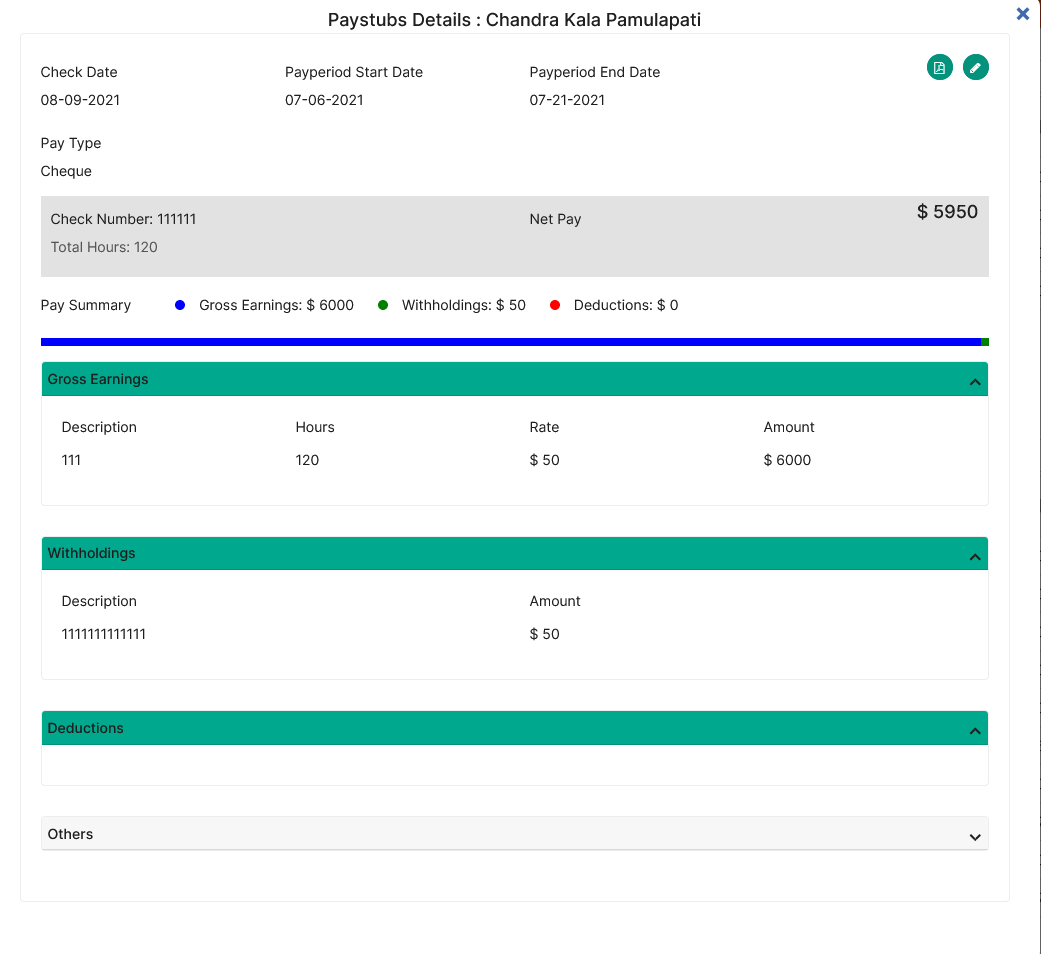 Paystubs Details : Chandra Kala Pamulapati
Check Date Payperiod Start Date Payperiod End Date
08-09-2021 07-06-2021 07-21-2021
Pay Type
Cheque
Check Number: 111111 Net Pay $ 5950
Total Hours: 120
Pay Summary Gross Earnings: $ 6000 Withholdings: $ 50 Deductions: $ 0
Gross Earnings
Description Hours Rate Amount
111 120 $ 50 $ 6000
Withholdings
Description Amount
1111111111111 $ 50
Deductions
Others